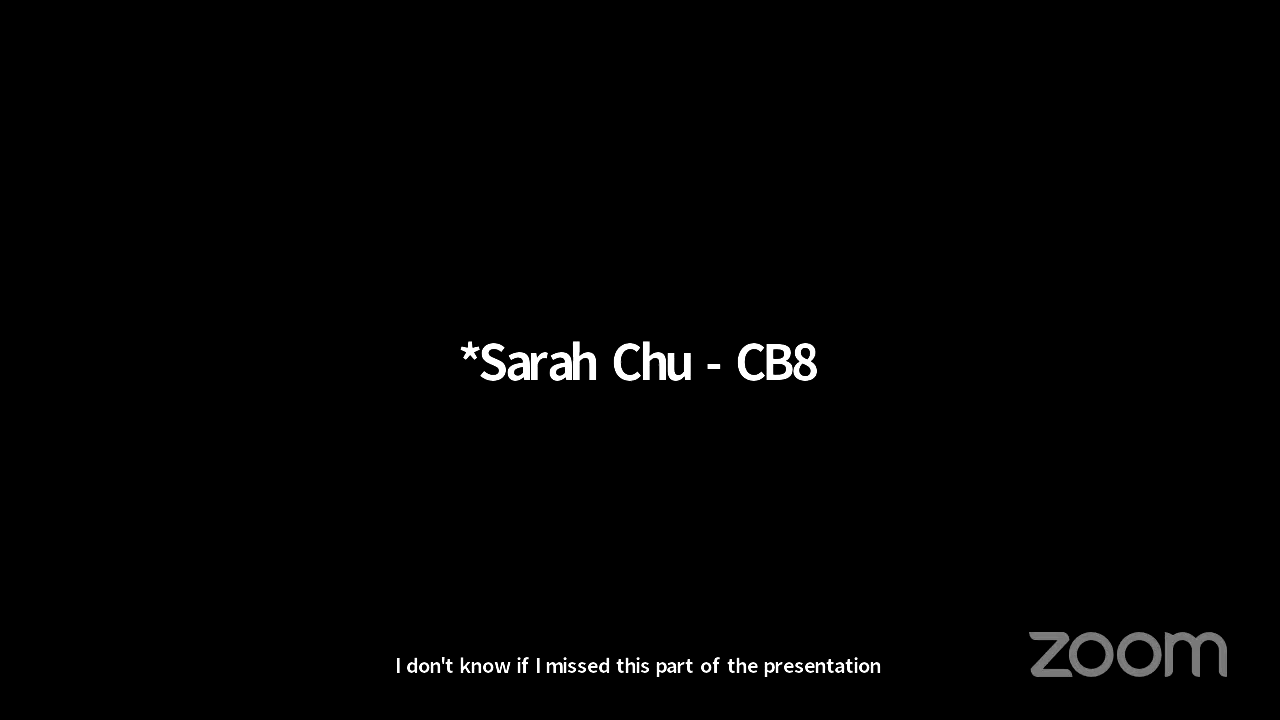 *Sarah Chu - CB8
I don't know if I missed this part of the presentation
zoom